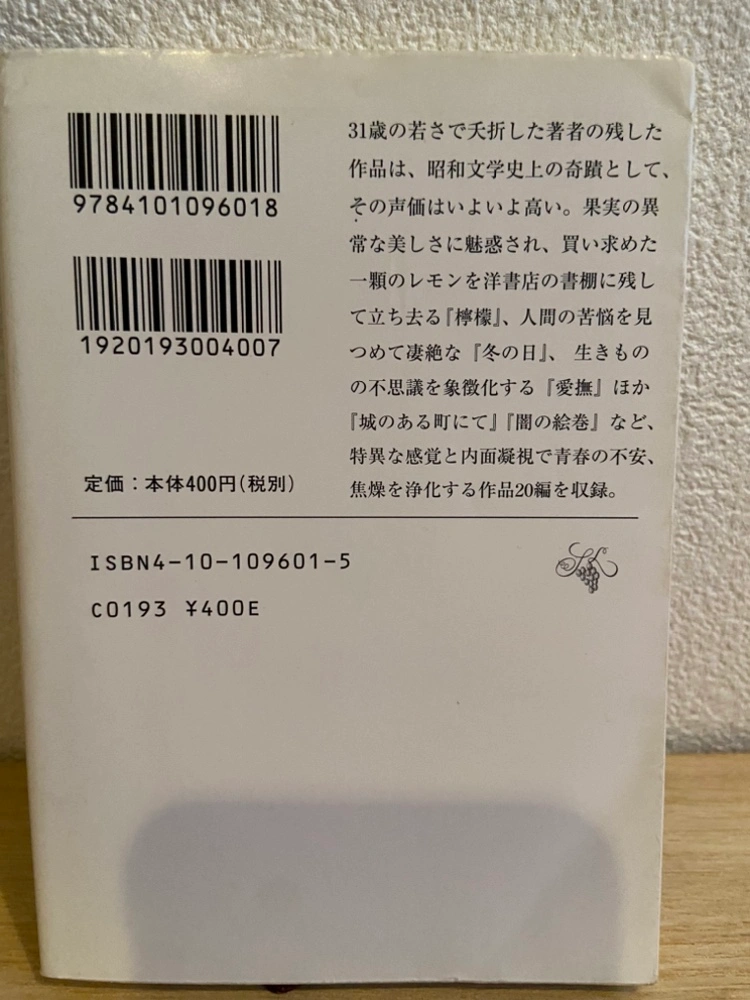 9784101096018
1920193004007
定価：本体400円(税別)
31歳の若さで夭折した著者の残した
作品は、昭和文学史上の奇蹟として、
その声価はいよいよ高い。果実の異
常な美しさに魅惑され、買い求めた
一顆のレモンを洋書店の書棚に残し
て立ち去る『檸檬』、人間の苦悩を見
つめて凄絶な『冬の日』、生きもの
の不思議を象徴化する『愛撫』ほか
『城のある町にて』『闇の絵巻』など、
特異な感覚と内面凝視で青春の不安、
焦燥を浄化する作品20編を収録。
ISBN4-10-109601-5
C0193 ¥400E